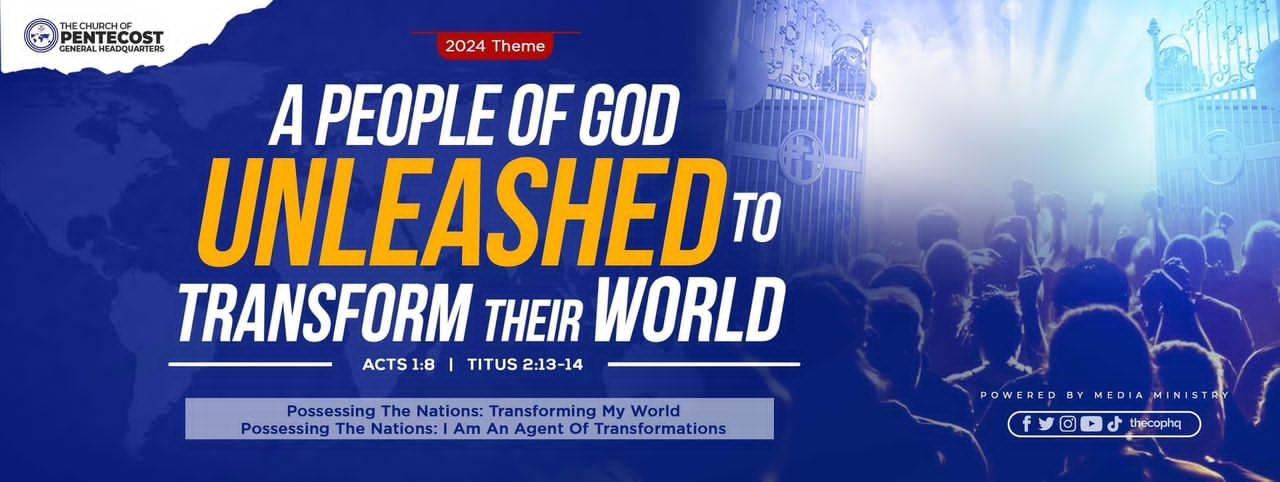 THE CHURCH OF
PENTECOST
GENERAL HEADQUARTERS
2024 Theme
A PEOPLE OF GOD
UNLEASHED TO
TRANSFORM THEIR WORLD
ACTS 1:8 | TITUS 2:13-14
Possessing The Nations: Transforming My World
Possessing The Nations: I Am An Agent Of Transformations
POWERED BY MEDIA MINISTRY
thecophq